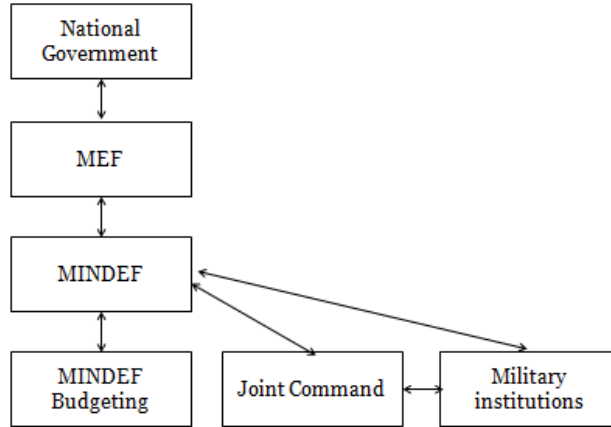 National
Government
MEF
MINDEF
MINDEF
Budgeting
Joint Command
Military
institutions